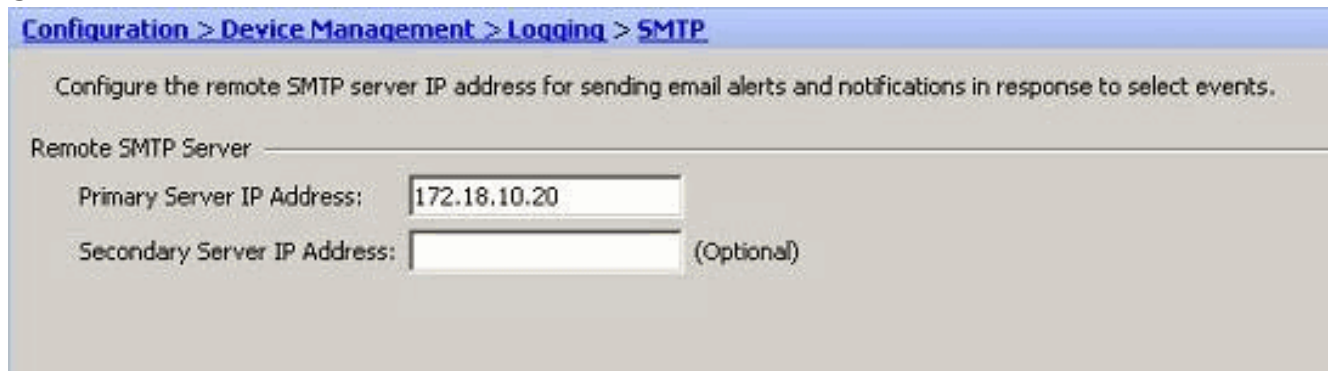 Configuration > Device Management > Logging > SMTP
Configure the remote SMTP server IP address for sending email alerts and notifications in response to select events.
Remote SMTP Server
Primary Server IP Address: 172.18.10.20
Secondary Server IP Address: (Optional)